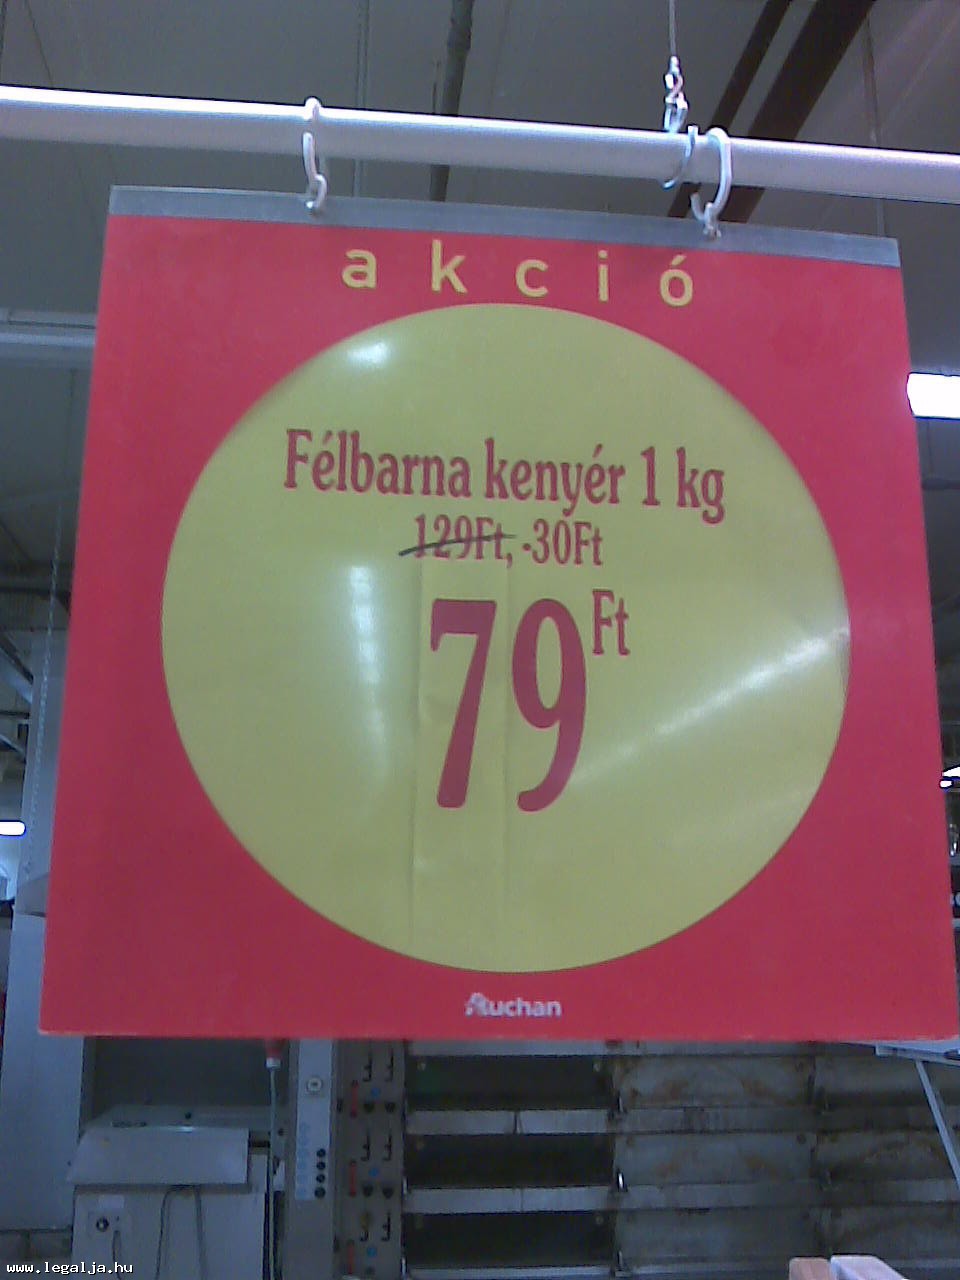 akció
Félbarna kenyér 1 kg
129Ft, -30Ft
79Ft
Auchan
www.legalja.hu